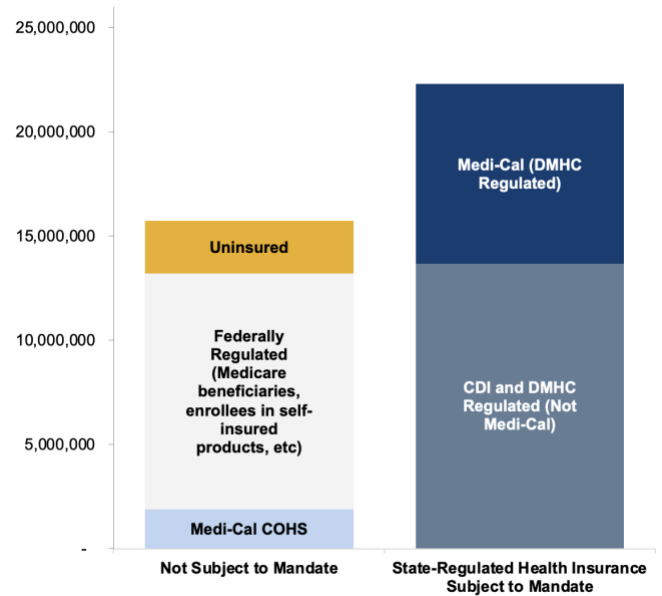 25,000,000
20,000,000
15,000,000
10,000,000
5,000,000
-
Uninsured
Federally
Regulated
(Medicare
beneficiaries,
enrollees in self-
insured
products, etc)
Medi-Cal COHS
Medi-Cal (DMHC
Regulated)
CDI and DMHC
Regulated (Not
Medi-Cal)
Not Subject to Mandate
State-Regulated Health Insurance
Subject to Mandate